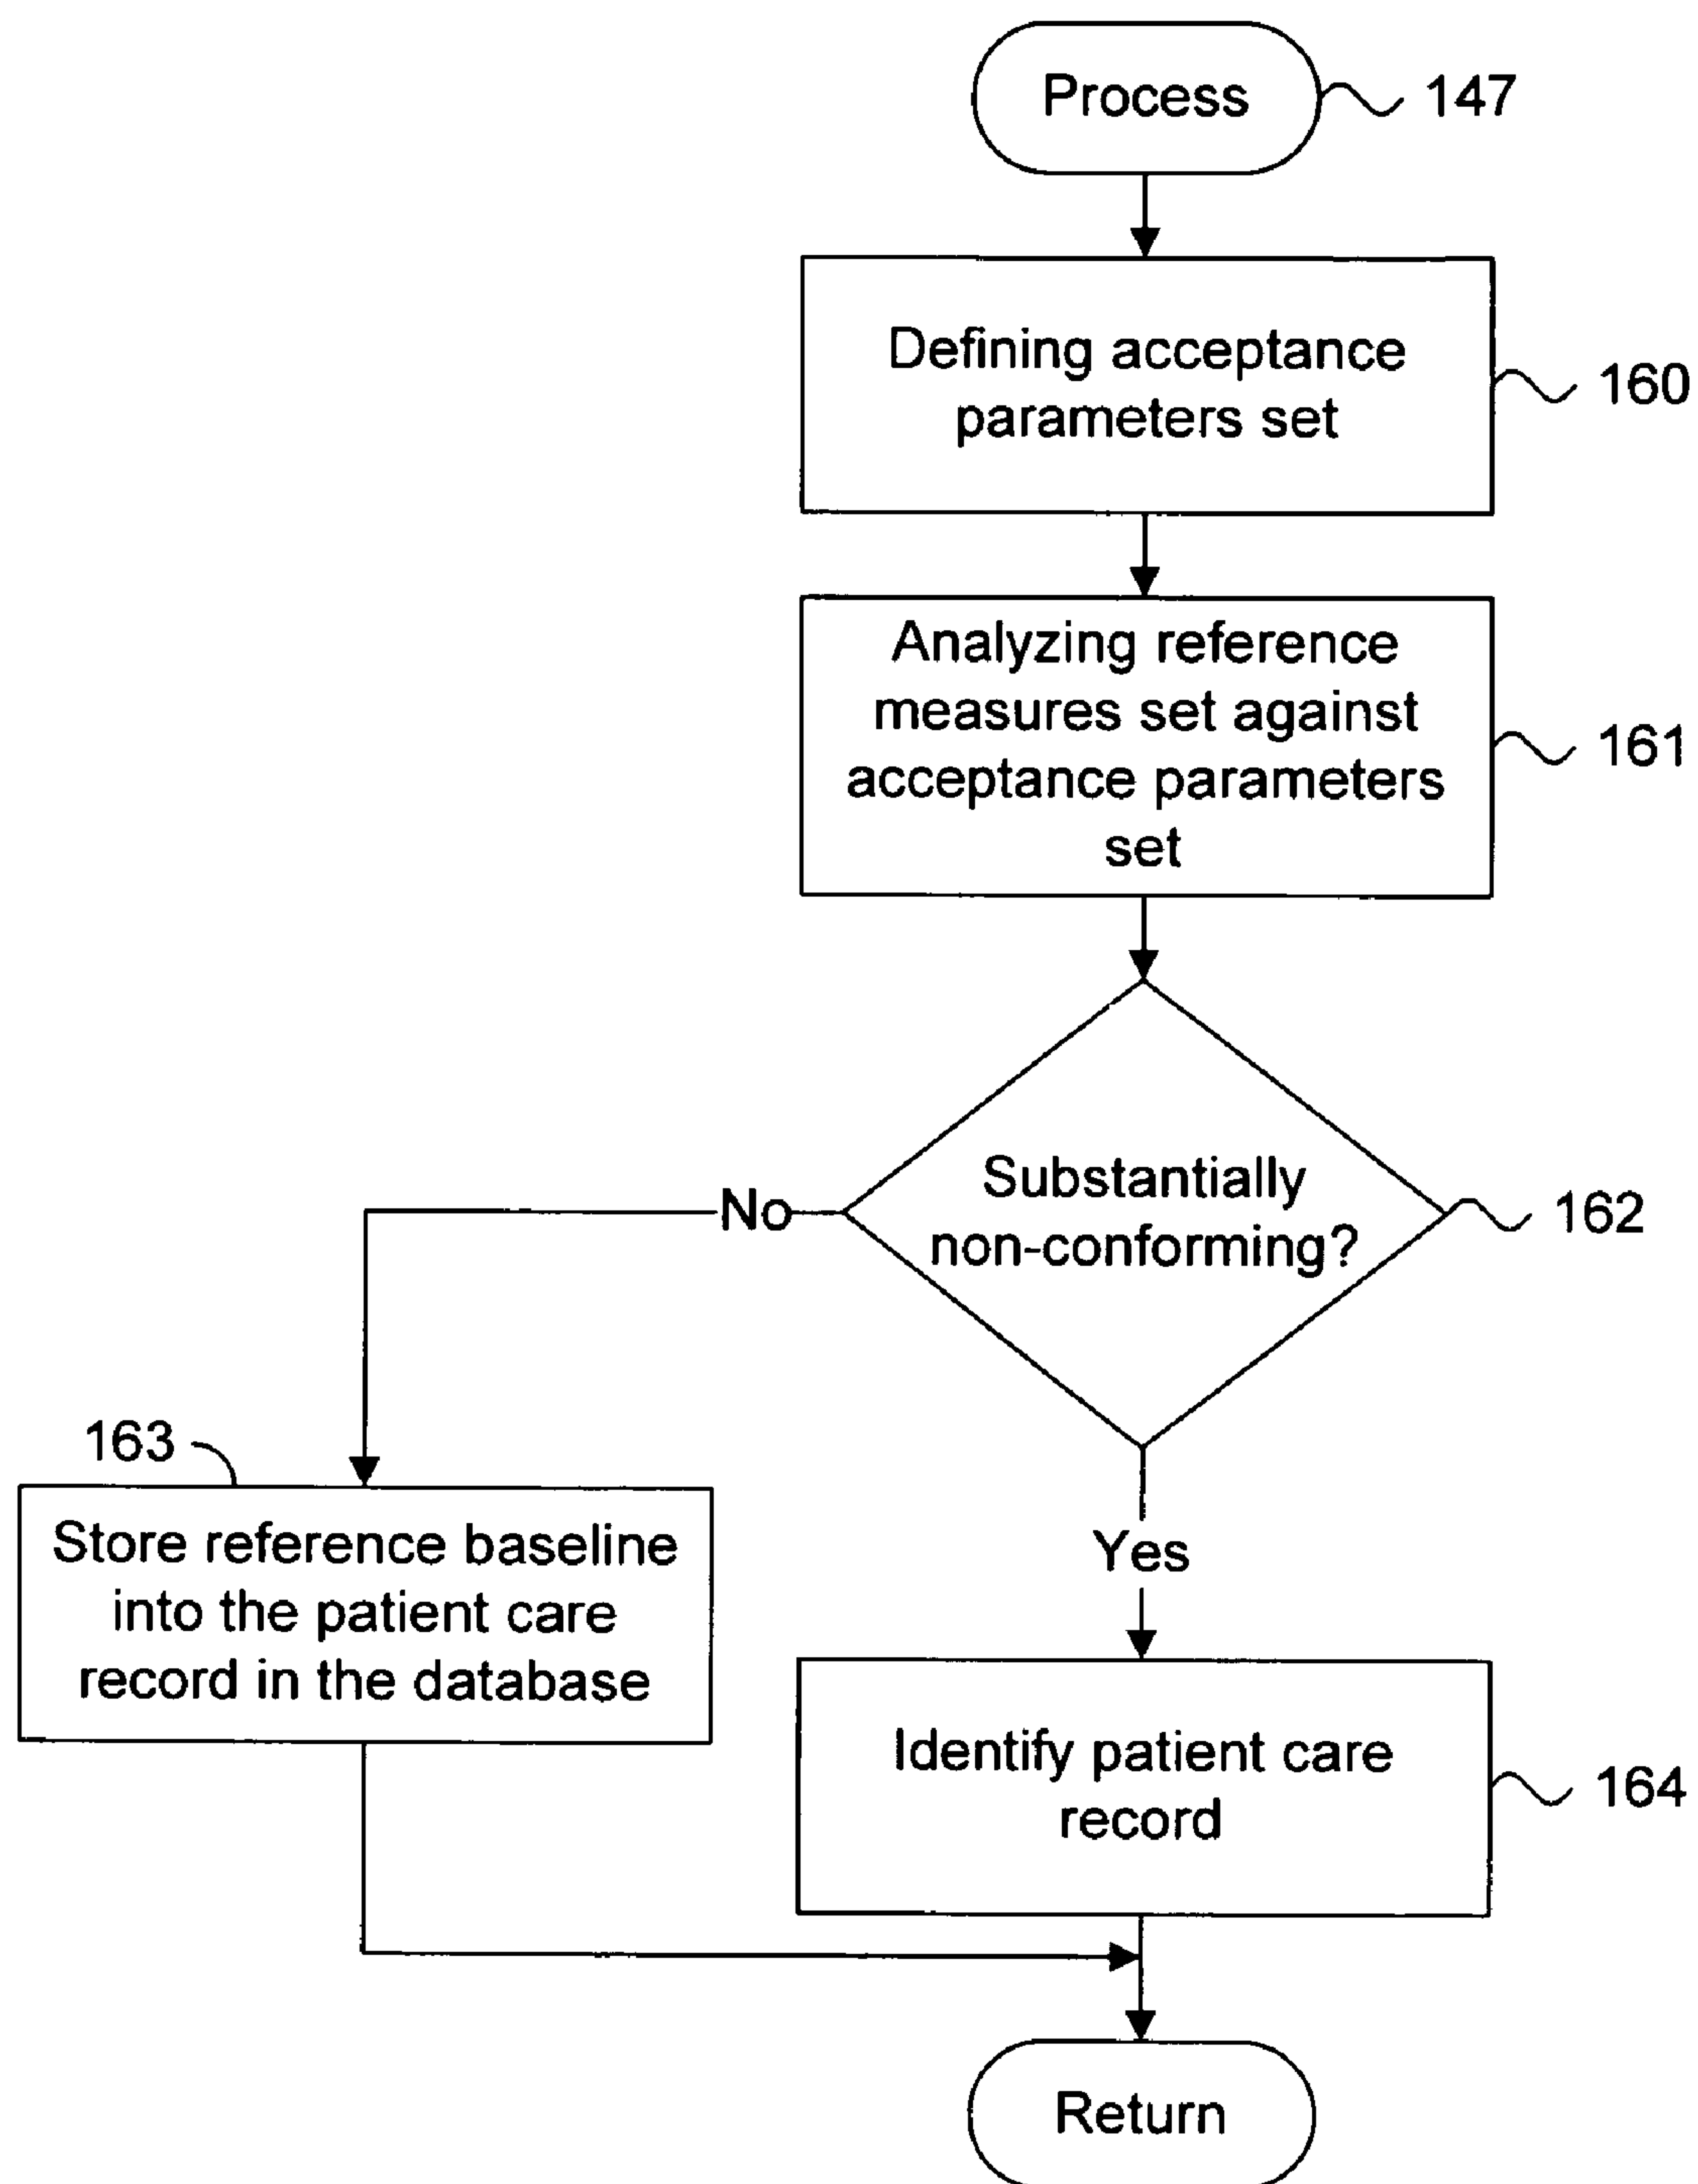 Process
147
Defining acceptance
parameters set
160
Analyzing reference
measures set against
acceptance parameters
set
161
Substantially
non-conforming?
162
No
Yes
163
Store reference baseline
into the patient care
record in the database
Identify patient care
record
164
Return